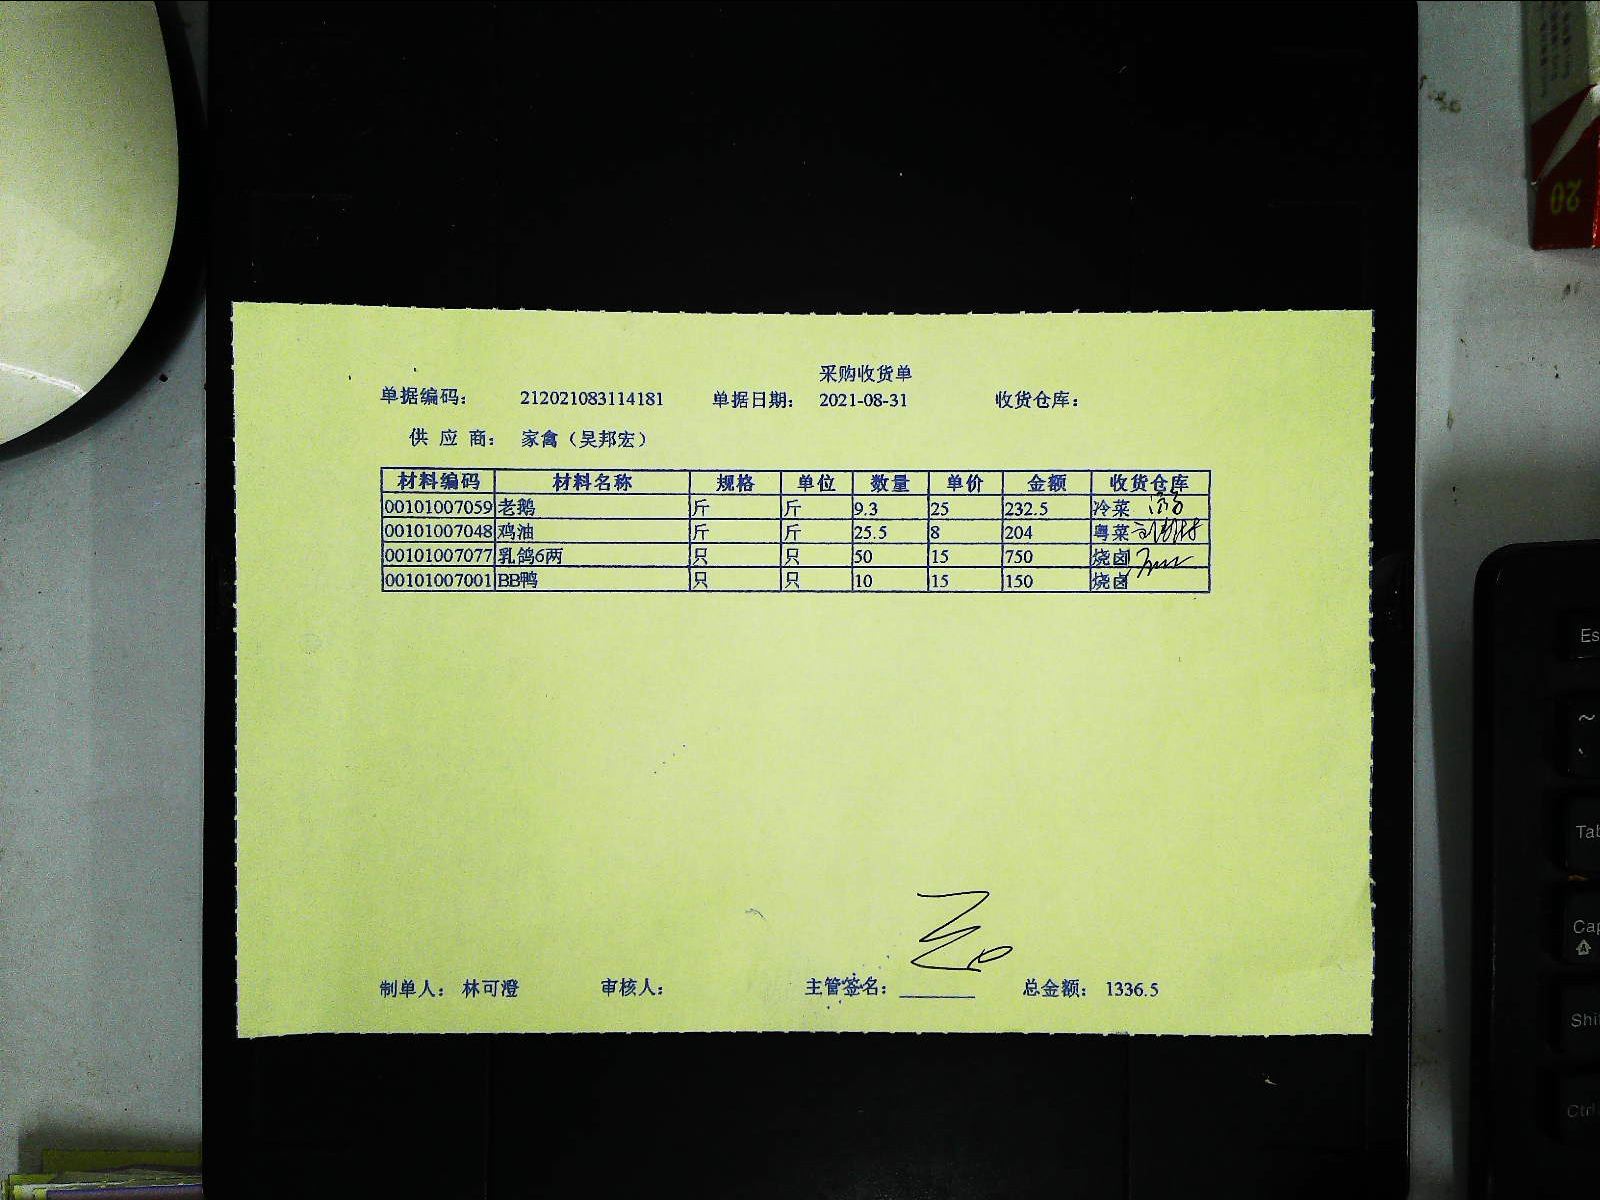 采购收货单
单据编码： 212021083114181 单据日期： 2021-08-31 收货仓库：
供 应 商： 家禽（吴邦宏）
材料编码 材料名称 规格 单位 数量 单价 金额 收货仓库
00101007059 老鹅 斤 斤 9.3 25 232.5 冷菜
00101007048 鸡油 斤 斤 25.5 8 204 粤菜
00101007077 乳鸽6两 只 只 50 15 750 烧卤
00101007001 BB鸭 只 只 10 15 150 烧卤
制单人： 林可澄 审核人： 主管签名： 总金额： 1336.5
20
Es
~
Tab
Cap
Shi
Ctrl